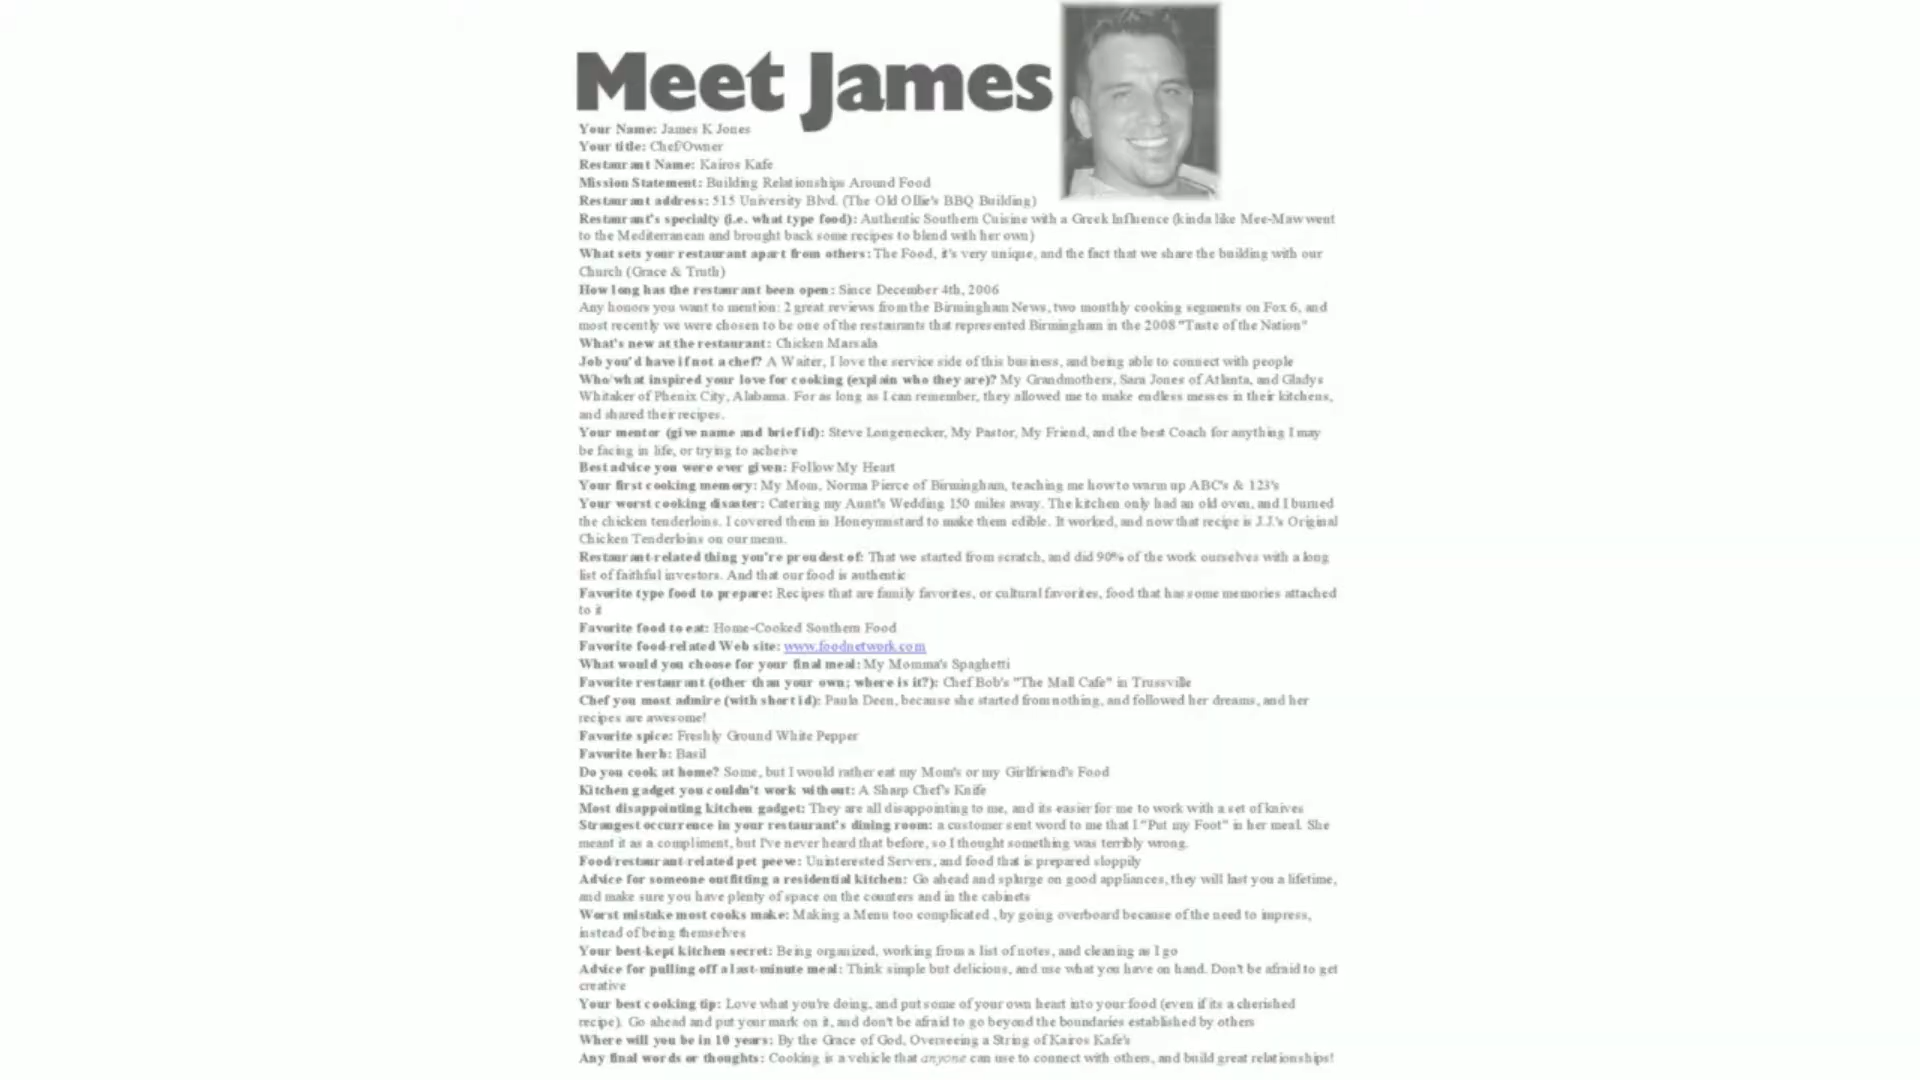 Meet James
Your Name: James K Jones
Your title: Chef/Owner
Restaurant Name: Kairos Kafe
Mission Statement: Building Relationships Around Food
Restaurant address: 515 University Blvd. (The Old Ollie's BBQ Building)
Restaurant's specialty (i.e. what type food): Authentic Southern Cuisine with a Greek Influence (kinda like Mee-Maw went
to the Mediterranean and brought back some recipes to blend with her own)
What sets your restaurant apart from others: The Food, it's very unique, and the fact that we share the building with our
Church (Grace & Truth)
How long has the restaurant been open: Since December 4th, 2006
Any honors you want to mention: 2 great reviews from the Birmingham News, two monthly cooking segments on Fox 6, and
most recently we were chosen to be one of the restaurants that represented Birmingham in the 2008 "Taste of the Nation"
What's new at the restaurant: Chicken Marsala
Job you'd have if not a chef? A Waiter, I love the service side of this business, and being able to connect with people
Who/what inspired your love for cooking (explain who they are)? My Grandmothers, Sara Jones of Atlanta, and Gladys
Whitaker of Phenix City, Alabama. For as long as I can remember, they allowed me to make endless messes in their kitchens,
and shared their recipes.
Your mentor (give name and brief id): Steve Longenecker, My Pastor, My Friend, and the best Coach for anything I may
be facing in life, or trying to acheive
Best advice you were ever given: Follow My Heart
Your first cooking memory: My Mom, Norma Pierce of Birmingham, teaching me how to warm up ABC's & 123's
Your worst cooking disaster: Catering my Aunt's Wedding 150 miles away. The kitchen only had an old oven, and I burned
the chicken tenderloins. I covered them in Honeymustard to make them edible. It worked, and now that recipe is J.J.'s Original
Chicken Tenderloins on our menu.
Restaurant-related thing you're proudest of: That we started from scratch, and did 90% of the work ourselves with a long
list of faithful investors. And that our food is authentic
Favorite type food to prepare: Recipes that are family favorites, or cultural favorites, food that has some memories attached
to it
Favorite food to eat: Home-Cooked Southern Food
Favorite food-related Web site: www.foodnetwork.com
What would you choose for your final meal: My Momma's Spaghetti
Favorite restaurant (other than your own; where is it?): Chef Bob's "The Mall Cafe" in Trussville
Chef you most admire (with short id): Paula Deen, because she started from nothing, and followed her dreams, and her
recipes are awesome!
Favorite spice: Freshly Ground White Pepper
Favorite herb: Basil
Do you cook at home? Some, but I would rather eat my Mom's or my Girlfriend's Food
Kitchen gadget you couldn't work without: A Sharp Chef's Knife
Most disappointing kitchen gadget: They are all disappointing to me, and its easier for me to work with a set of knives
Strangest occurrence in your restaurant's dining room: a customer sent word to me that I "Put my Foot" in her meal. She
meant it as a compliment, but I've never heard that before, so I thought something was terribly wrong.
Food/restaurant-related pet peeve: Uninterested Servers, and food that is prepared sloppily
Advice for someone outfitting a residential kitchen: Go ahead and splurge on good appliances, they will last you a lifetime,
and make sure you have plenty of space on the counters and in the cabinets
Worst mistake most cooks make: Making a Menu too complicated , by going overboard because of the need to impress,
instead of being themselves
Your best-kept kitchen secret: Being organized, working from a list of notes, and cleaning as I go
Advice for pulling off a last-minute meal: Think simple but delicious, and use what you have on hand. Don't be afraid to get
creative
Your best cooking tip: Love what you're doing, and put some of your own heart into your food (even if its a cherished
recipe). Go ahead and put your mark on it, and don't be afraid to go beyond the boundaries established by others
Where will you be in 10 years: By the Grace of God, Overseeing a String of Kairos Kafe's
Any final words or thoughts: Cooking is a vehicle that anyone can use to connect with others, and build great relationships!